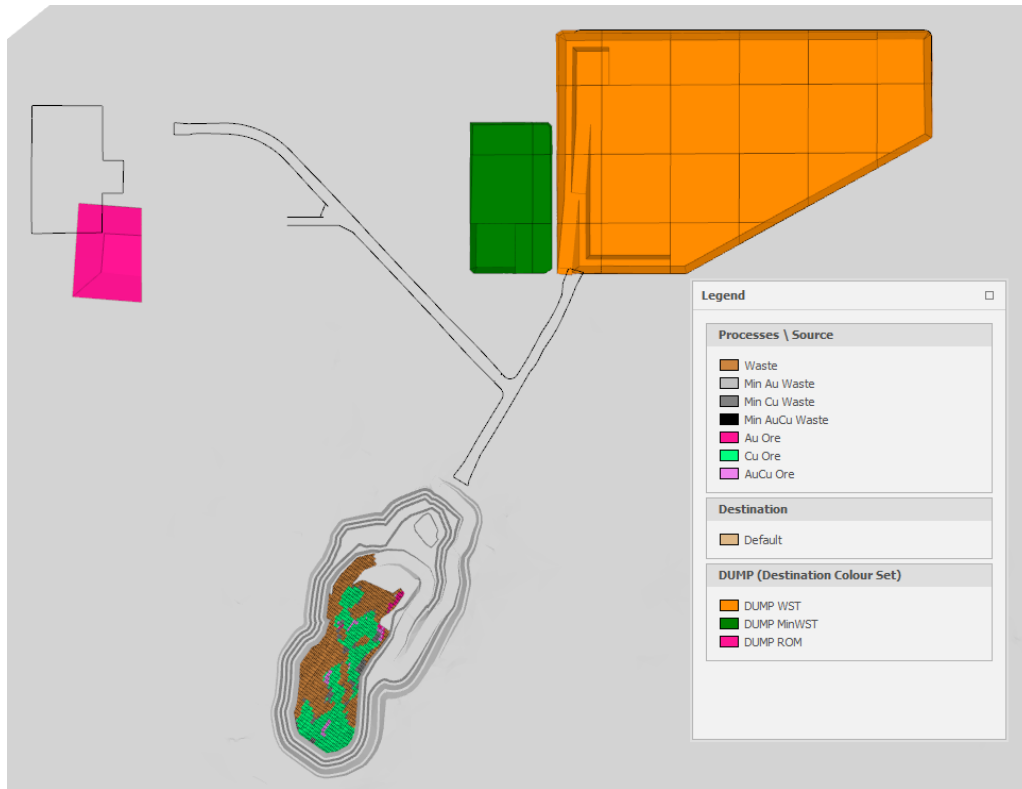 Legend
Processes \ Source
Waste
Min Au Waste
Min Cu Waste
Min AuCu Waste
Au Ore
Cu Ore
AuCu Ore
Destination
Default
DUMP (Destination Colour Set)
DUMP WST
DUMP MinWST
DUMP ROM